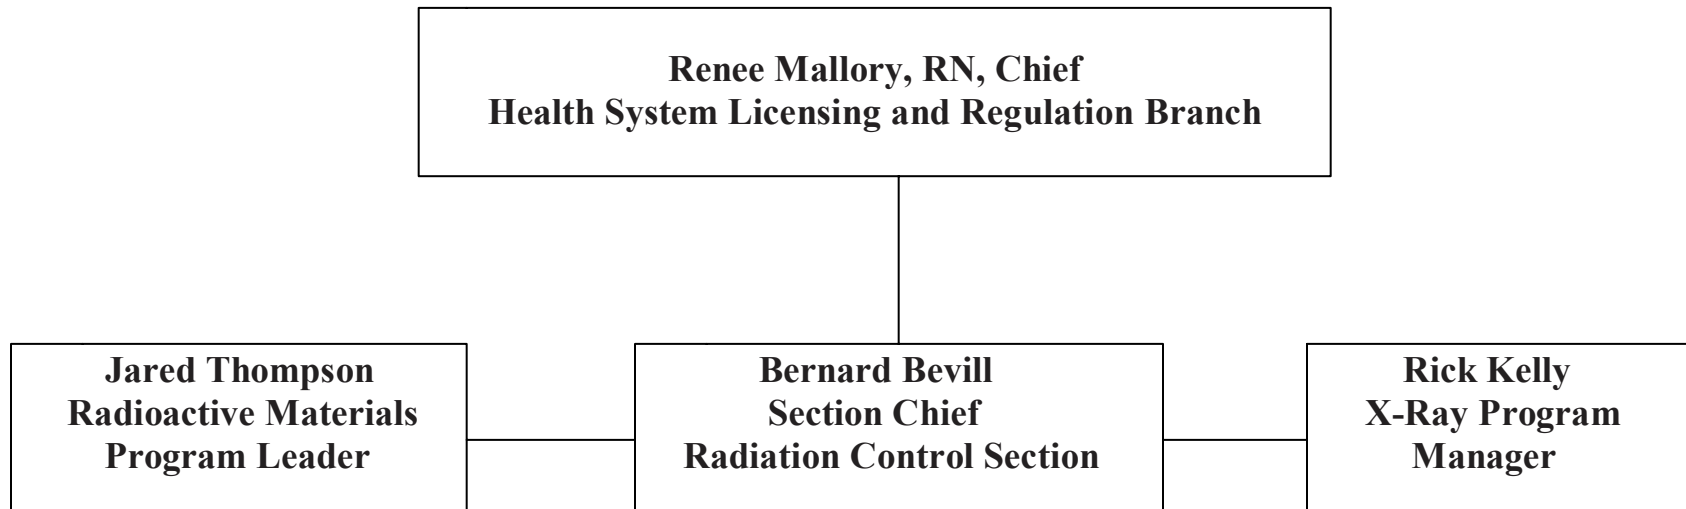 Renee Mallory, RN, Chief
Health System Licensing and Regulation Branch
Jared Thompson
Radioactive Materials
Program Leader
Bernard Bevill
Section Chief
Radiation Control Section
Rick Kelly
X-Ray Program
Manager